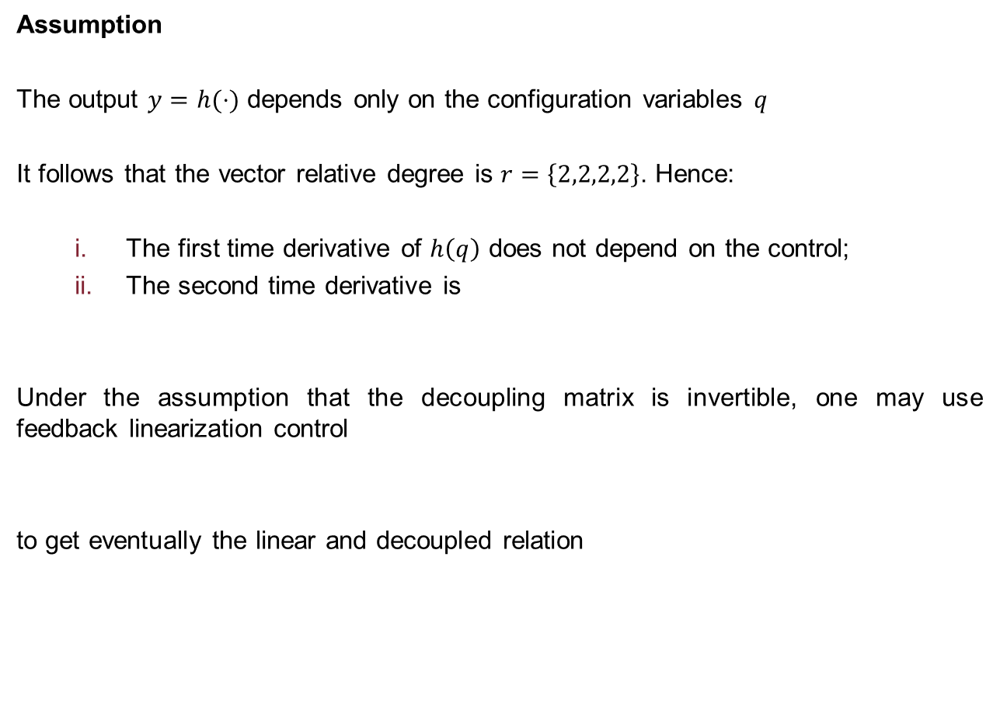 Assumption
The output 𝑦 = ℎ(∙) depends only on the configuration variables 𝑞
It follows that the vector relative degree is 𝑟 = {2,2,2,2}. Hence:
i. The first time derivative of ℎ(𝑞) does not depend on the control;
ii. The second time derivative is
Under the assumption that the decoupling matrix is invertible, one may use
feedback linearization control
to get eventually the linear and decoupled relation